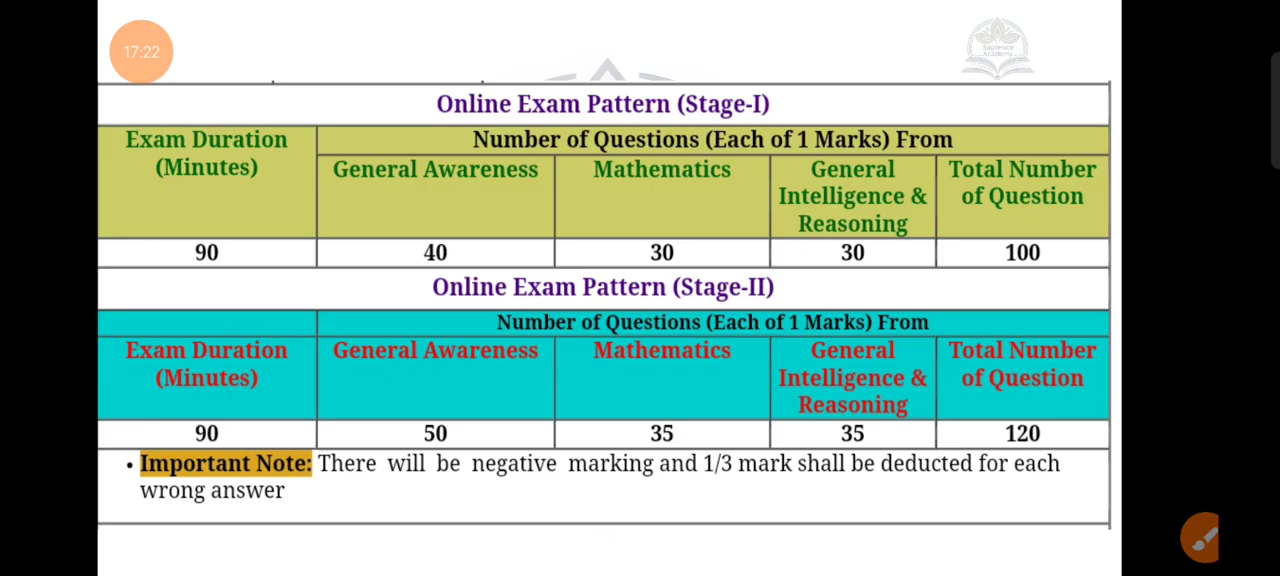 17:22
Sapience
Academy
Online Exam Pattern (Stage-I)
Exam Duration
(Minutes)
Number of Questions (Each of 1 Marks) From
General Awareness
Mathematics
General
Intelligence &
Reasoning
Total Number
of Question
90
40
30
30
100
Online Exam Pattern (Stage-II)
Number of Questions (Each of 1 Marks) From
Exam Duration
(Minutes)
General Awareness
Mathematics
General
Intelligence &
Reasoning
Total Number
of Question
90
50
35
35
120
• Important Note: There will be negative marking and 1/3 mark shall be deducted for each
wrong answer